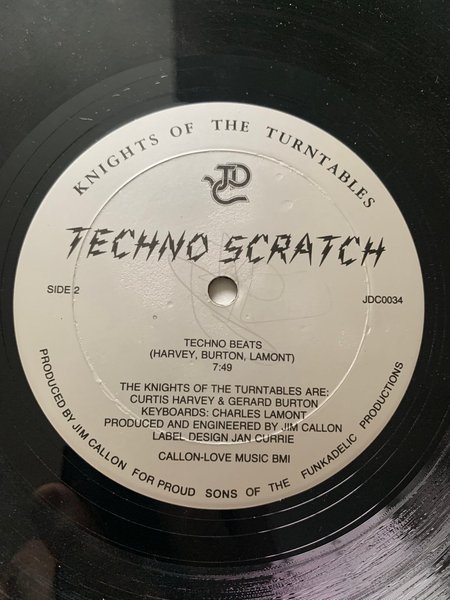 KNIGHTS OF THE TURNTABLES
JDC
TECHNO SCRATCH
SIDE 2
JDC0034
TECHNO BEATS
(HARVEY, BURTON, LAMONT)
7:49
THE KNIGHTS OF THE TURNTABLES ARE:
CURTIS HARVEY & GERARD BURTON
KEYBOARDS: CHARLES LAMONT
PRODUCED AND ENGINEERED BY JIM CALLON
LABEL DESIGN JAN CURRIE
CALLON-LOVE MUSIC BMI
PRODUCED BY JIM CALLON FOR PROUD SONS OF THE FUNKADELIC PRODUCTIONS